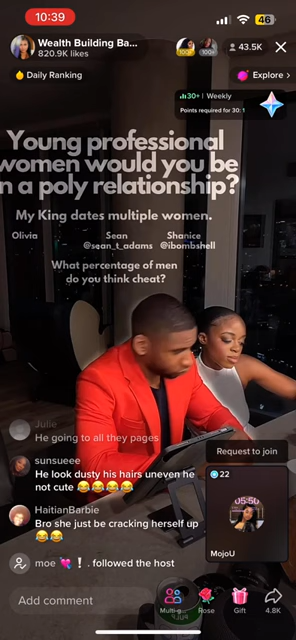 10:39
46
Wealth Building Ba...
820.9K likes
100+
43.5K
Daily Ranking
Explore >
30+ | Weekly
Points required for 30: 1
Young professional
women would you be
n a poly relationship?
My King dates multiple women.
Olivia Sean Shanice
@sean_t_adams @ibombshell
What percentage of men
do you think cheat?
Julie
He going to all they pages
sunsueee
He look dusty his hairs uneven he
not cute 😂😂😂😂
HaitianBarbie
Bro she just be cracking herself up
😂😂
moe 💘❗. followed the host
Request to join
22
05:50
MojoU
Add comment
Multi-g...
Rose
Gift
4.8K